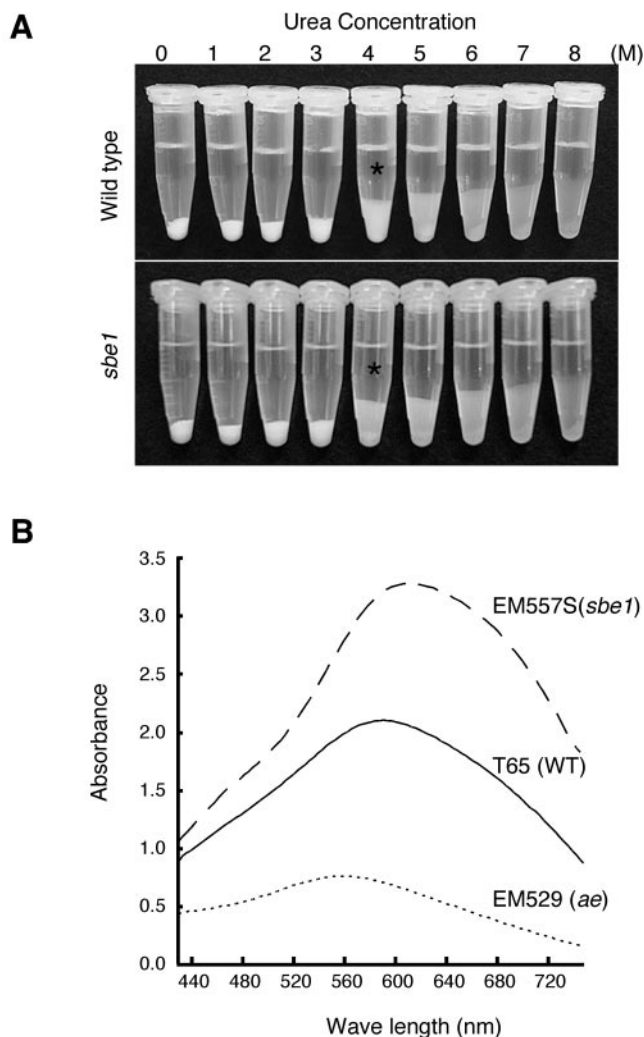 A
Urea Concentration
0 1 2 3 4 5 6 7 8 (M)
Wild type
*
sbe1
*
B
3.5
3.0
2.5
2.0
1.5
1.0
0.5
0.0
Absorbance
EM557S(sbe1)
T65 (WT)
EM529 (ae)
440 480 520 560 600 640 680 720
Wave length (nm)